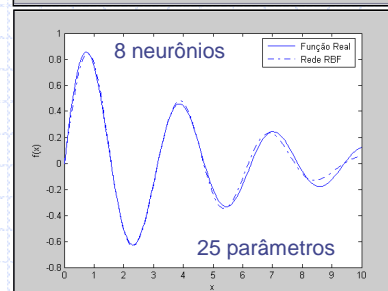 8 neurônios
Função Real
Rede RBF
1
0.8
0.6
0.4
0.2
0
-0.2
-0.4
-0.6
-0.8
f(x)
25 parâmetros
0 1 2 3 4 5 6 7 8 9 10
x